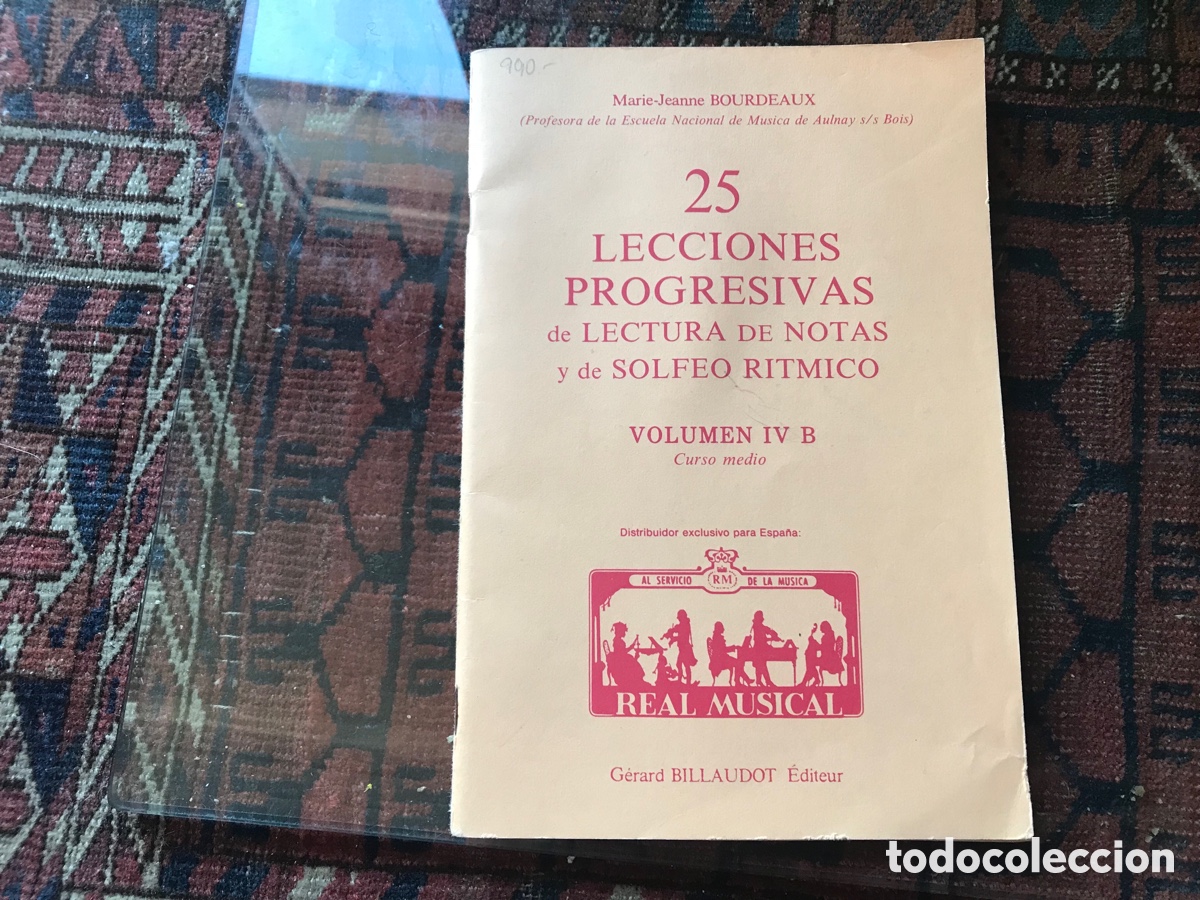 990.-
Marie-Jeanne BOURDEAUX
(Profesora de la Escuela Nacional de Musica de Aulnay s/s Bois)
25
LECCIONES
PROGRESIVAS
de LECTURA DE NOTAS
y de SOLFEO RITMICO
VOLUMEN IV B
Curso medio
Distribuidor exclusivo para España:
AL SERVICIO RM DE LA MUSICA
REAL MUSICAL
Gérard BILLAUDOT Éditeur
todocoleccion